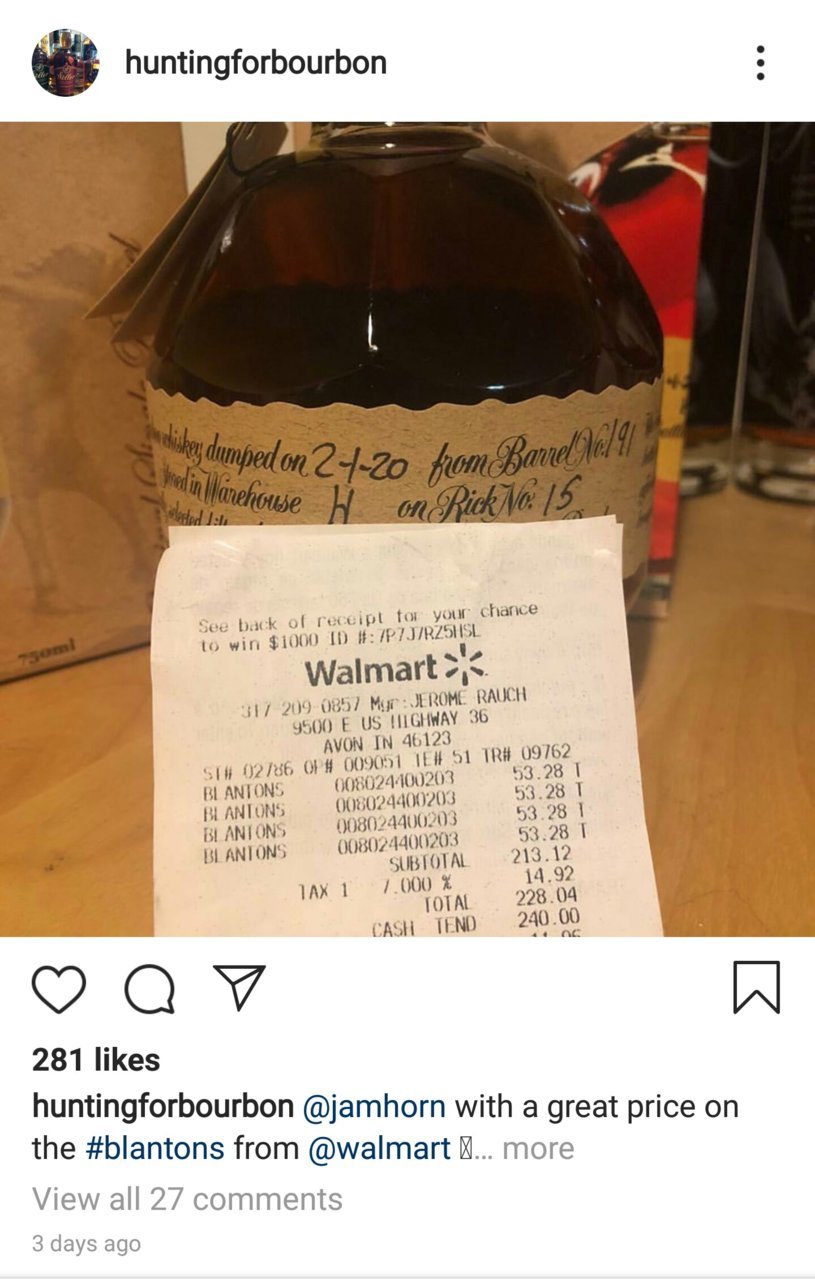 huntingforbourbon
whiskey dumped on 2-1-20 from Barrel No. 191
in Warehouse H on Rick No: 15
750ml
See back of receipt for your chance
to win $1000 ID #: 7P7J7RZ5HSL
Walmart
317 209 0857 Mgr: JEROME RAUCH
9500 E US HIGHWAY 36
AVON IN 46123
ST# 02786 OP# 009051 TE# 51 TR# 09762
BLANTONS 008024400203 53.28 T
BLANTONS 008024400203 53.28 T
BLANTONS 008024400203 53.28 T
BLANTONS 008024400203 53.28 T
SUBTOTAL 213.12
TAX 1 7.000 % 14.92
TOTAL 228.04
CASH TEND 240.00
281 likes
huntingforbourbon @jamhorn with a great price on
the #blantons from @walmart ... more
View all 27 comments
3 days ago